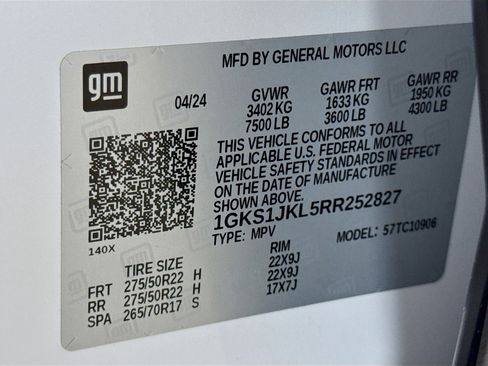 gm
MFD BY GENERAL MOTORS LLC
04/24 GVWR GAWR FRT GAWR RR
3402 KG 1633 KG 1950 KG
7500 LB 3600 LB 4300 LB
THIS VEHICLE CONFORMS TO ALL
APPLICABLE U.S. FEDERAL MOTOR
VEHICLE SAFETY STANDARDS IN EFFECT
ON THE DATE OF MANUFACTURE
SHOWN ABOVE.
1GKS1JKL5RR252827
TYPE: MPV MODEL: 57TC10906
140X
TIRE SIZE RIM
FRT 275/50R22 H 22X9J
RR 275/50R22 H 22X9J
SPA 265/70R17 S 17X7J